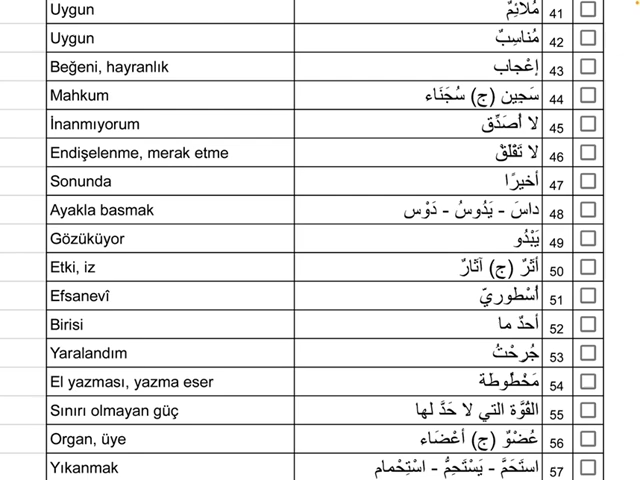 Uygun مُلَائِمٌ 41
Uygun مُناسِبٌ 42
Beğeni, hayranlık إعْجاب 43
Mahkum سَجِين (ج) سُجَنَاء 44
İnanmıyorum لا اُصَدِّق 45
Endişelenme, merak etme لا تَقْلَقْ 46
Sonunda أخيرًا 47
Ayakla basmak داسَ - يَدُوسُ - دَوْس 48
Gözüküyor يَبْدُو 49
Etki, iz أثَرٌ (ج) آثَارٌ 50
Efsanevî اُسْطوريّ 51
Birisi أحدٌ ما 52
Yaralandım جُرِحْتُ 53
El yazması, yazma eser مَخْطُوطَة 54
Sınırı olmayan güç القُوَّة التي لا حَدَّ لها 55
Organ, üye عُضْوٌ (ج) أعْضَاء 56
Yıkanmak استَحَمَّ - يَسْتَحِمُّ - اسْتِحْمام 57